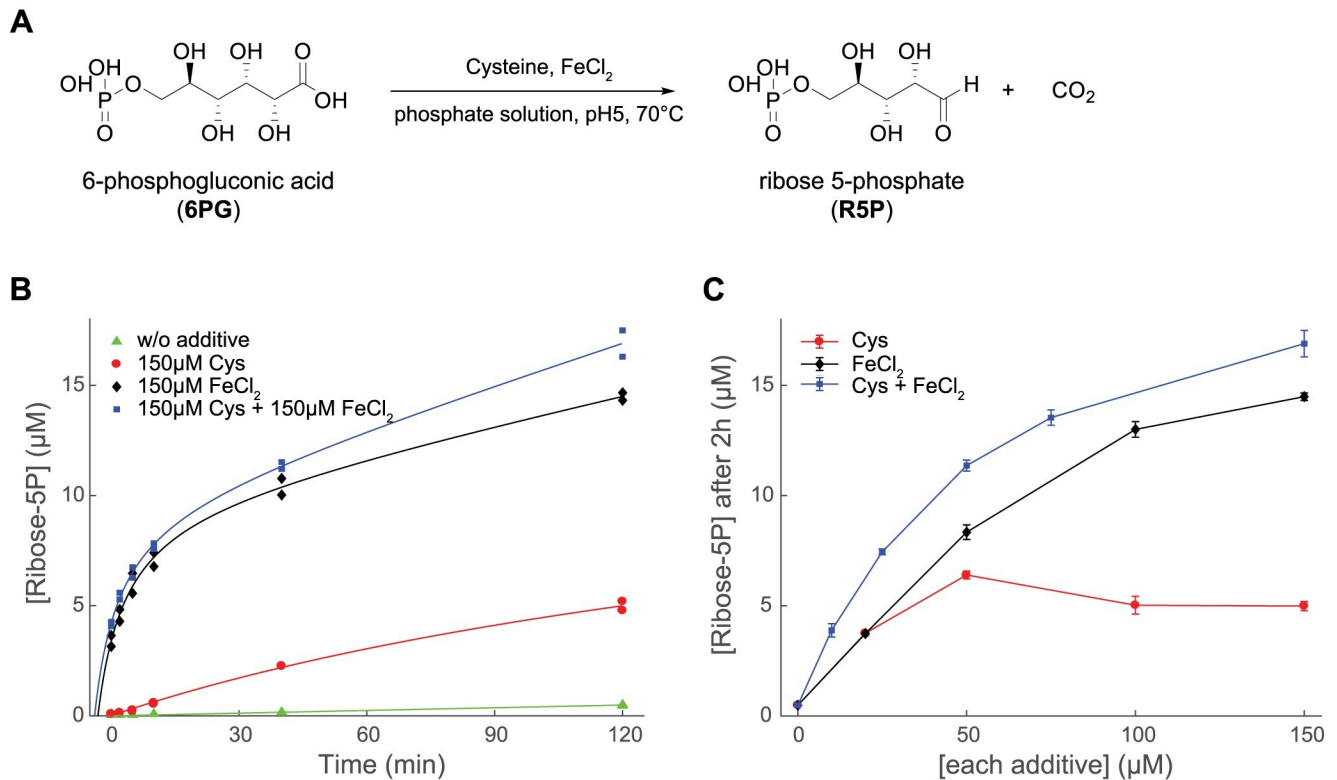 A
OH OH O
OH OH
P O
O
OH OH
OH
6-phosphogluconic acid
(6PG)
Cysteine, FeCl₂
phosphate solution, pH5, 70°C
OH OH
OH OH
P O
O
OH
O
H
ribose 5-phosphate
(R5P)
+ CO₂
B
w/o additive
150µM Cys
150µM FeCl₂
150µM Cys + 150µM FeCl₂
[Ribose-5P] (µM)
15
10
5
0
0 30 60 90 120
Time (min)
C
Cys
FeCl₂
Cys + FeCl₂
[Ribose-5P] after 2h (µM)
15
10
5
0
0 50 100 150
[each additive] (µM)